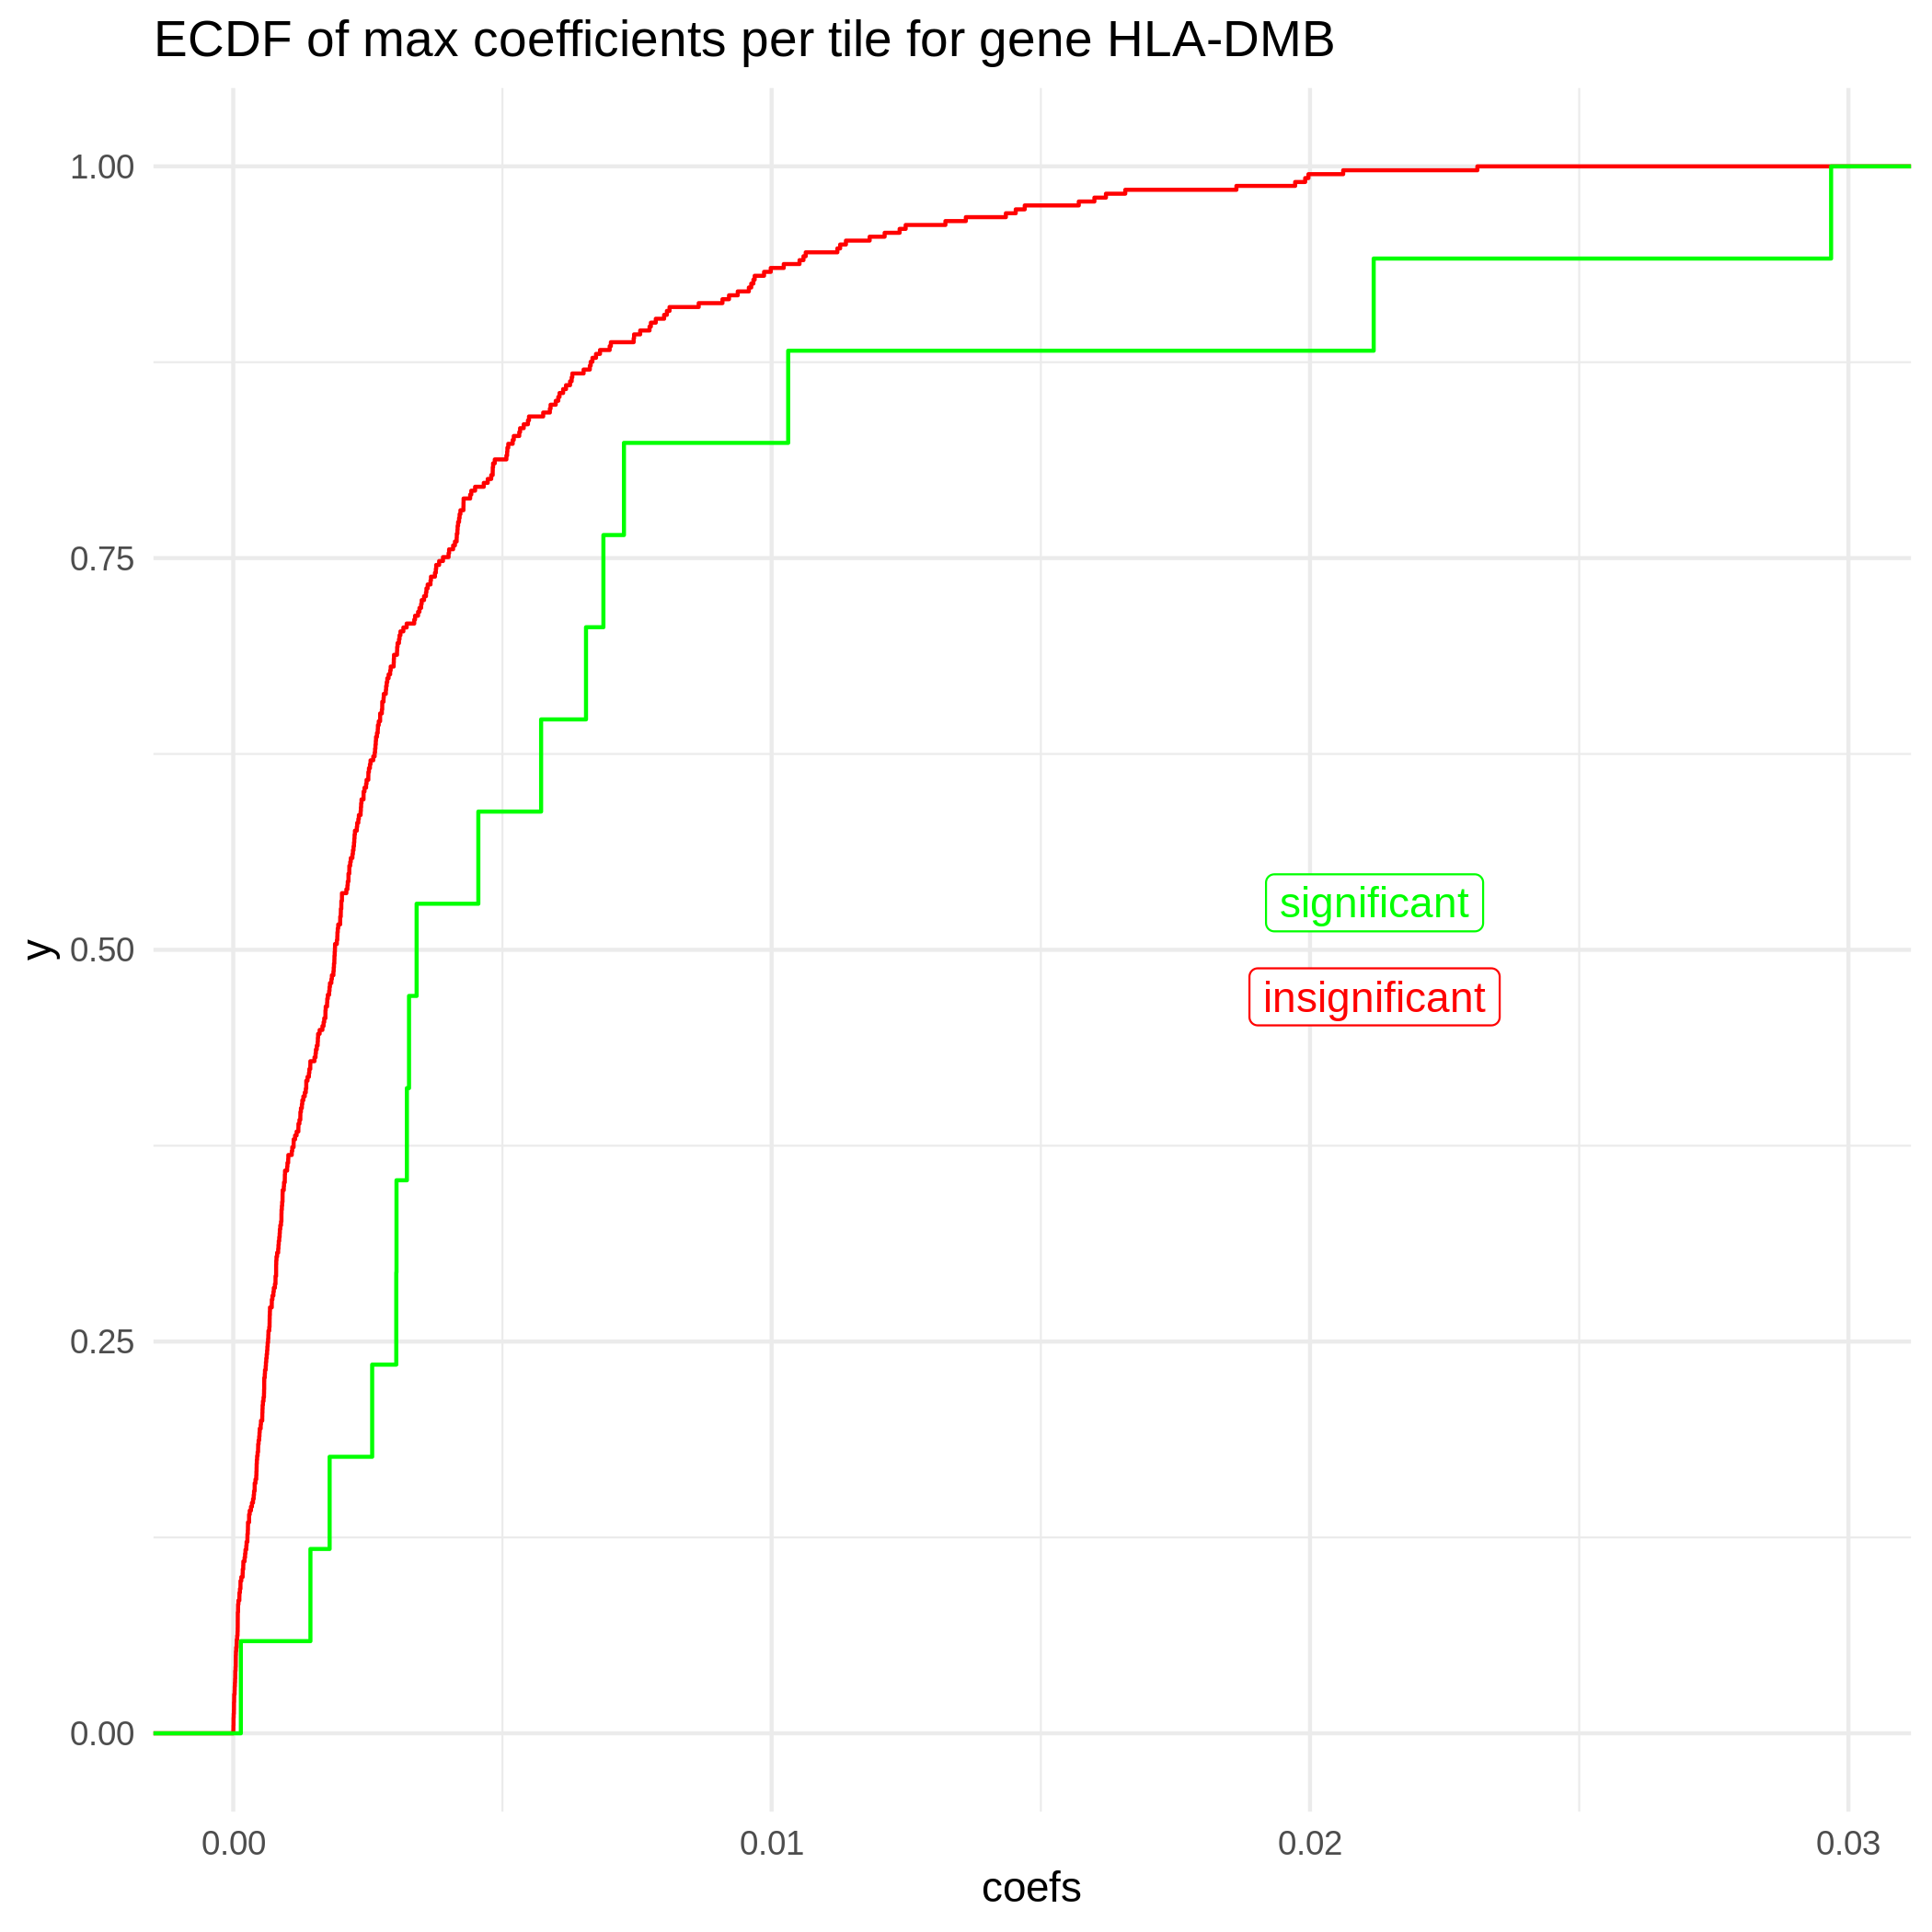 ECDF of max coefficients per tile for gene HLA-DMB
1.00
0.75
0.50
0.25
0.00
y
significant
insignificant
0.00 0.01 0.02 0.03
coefs